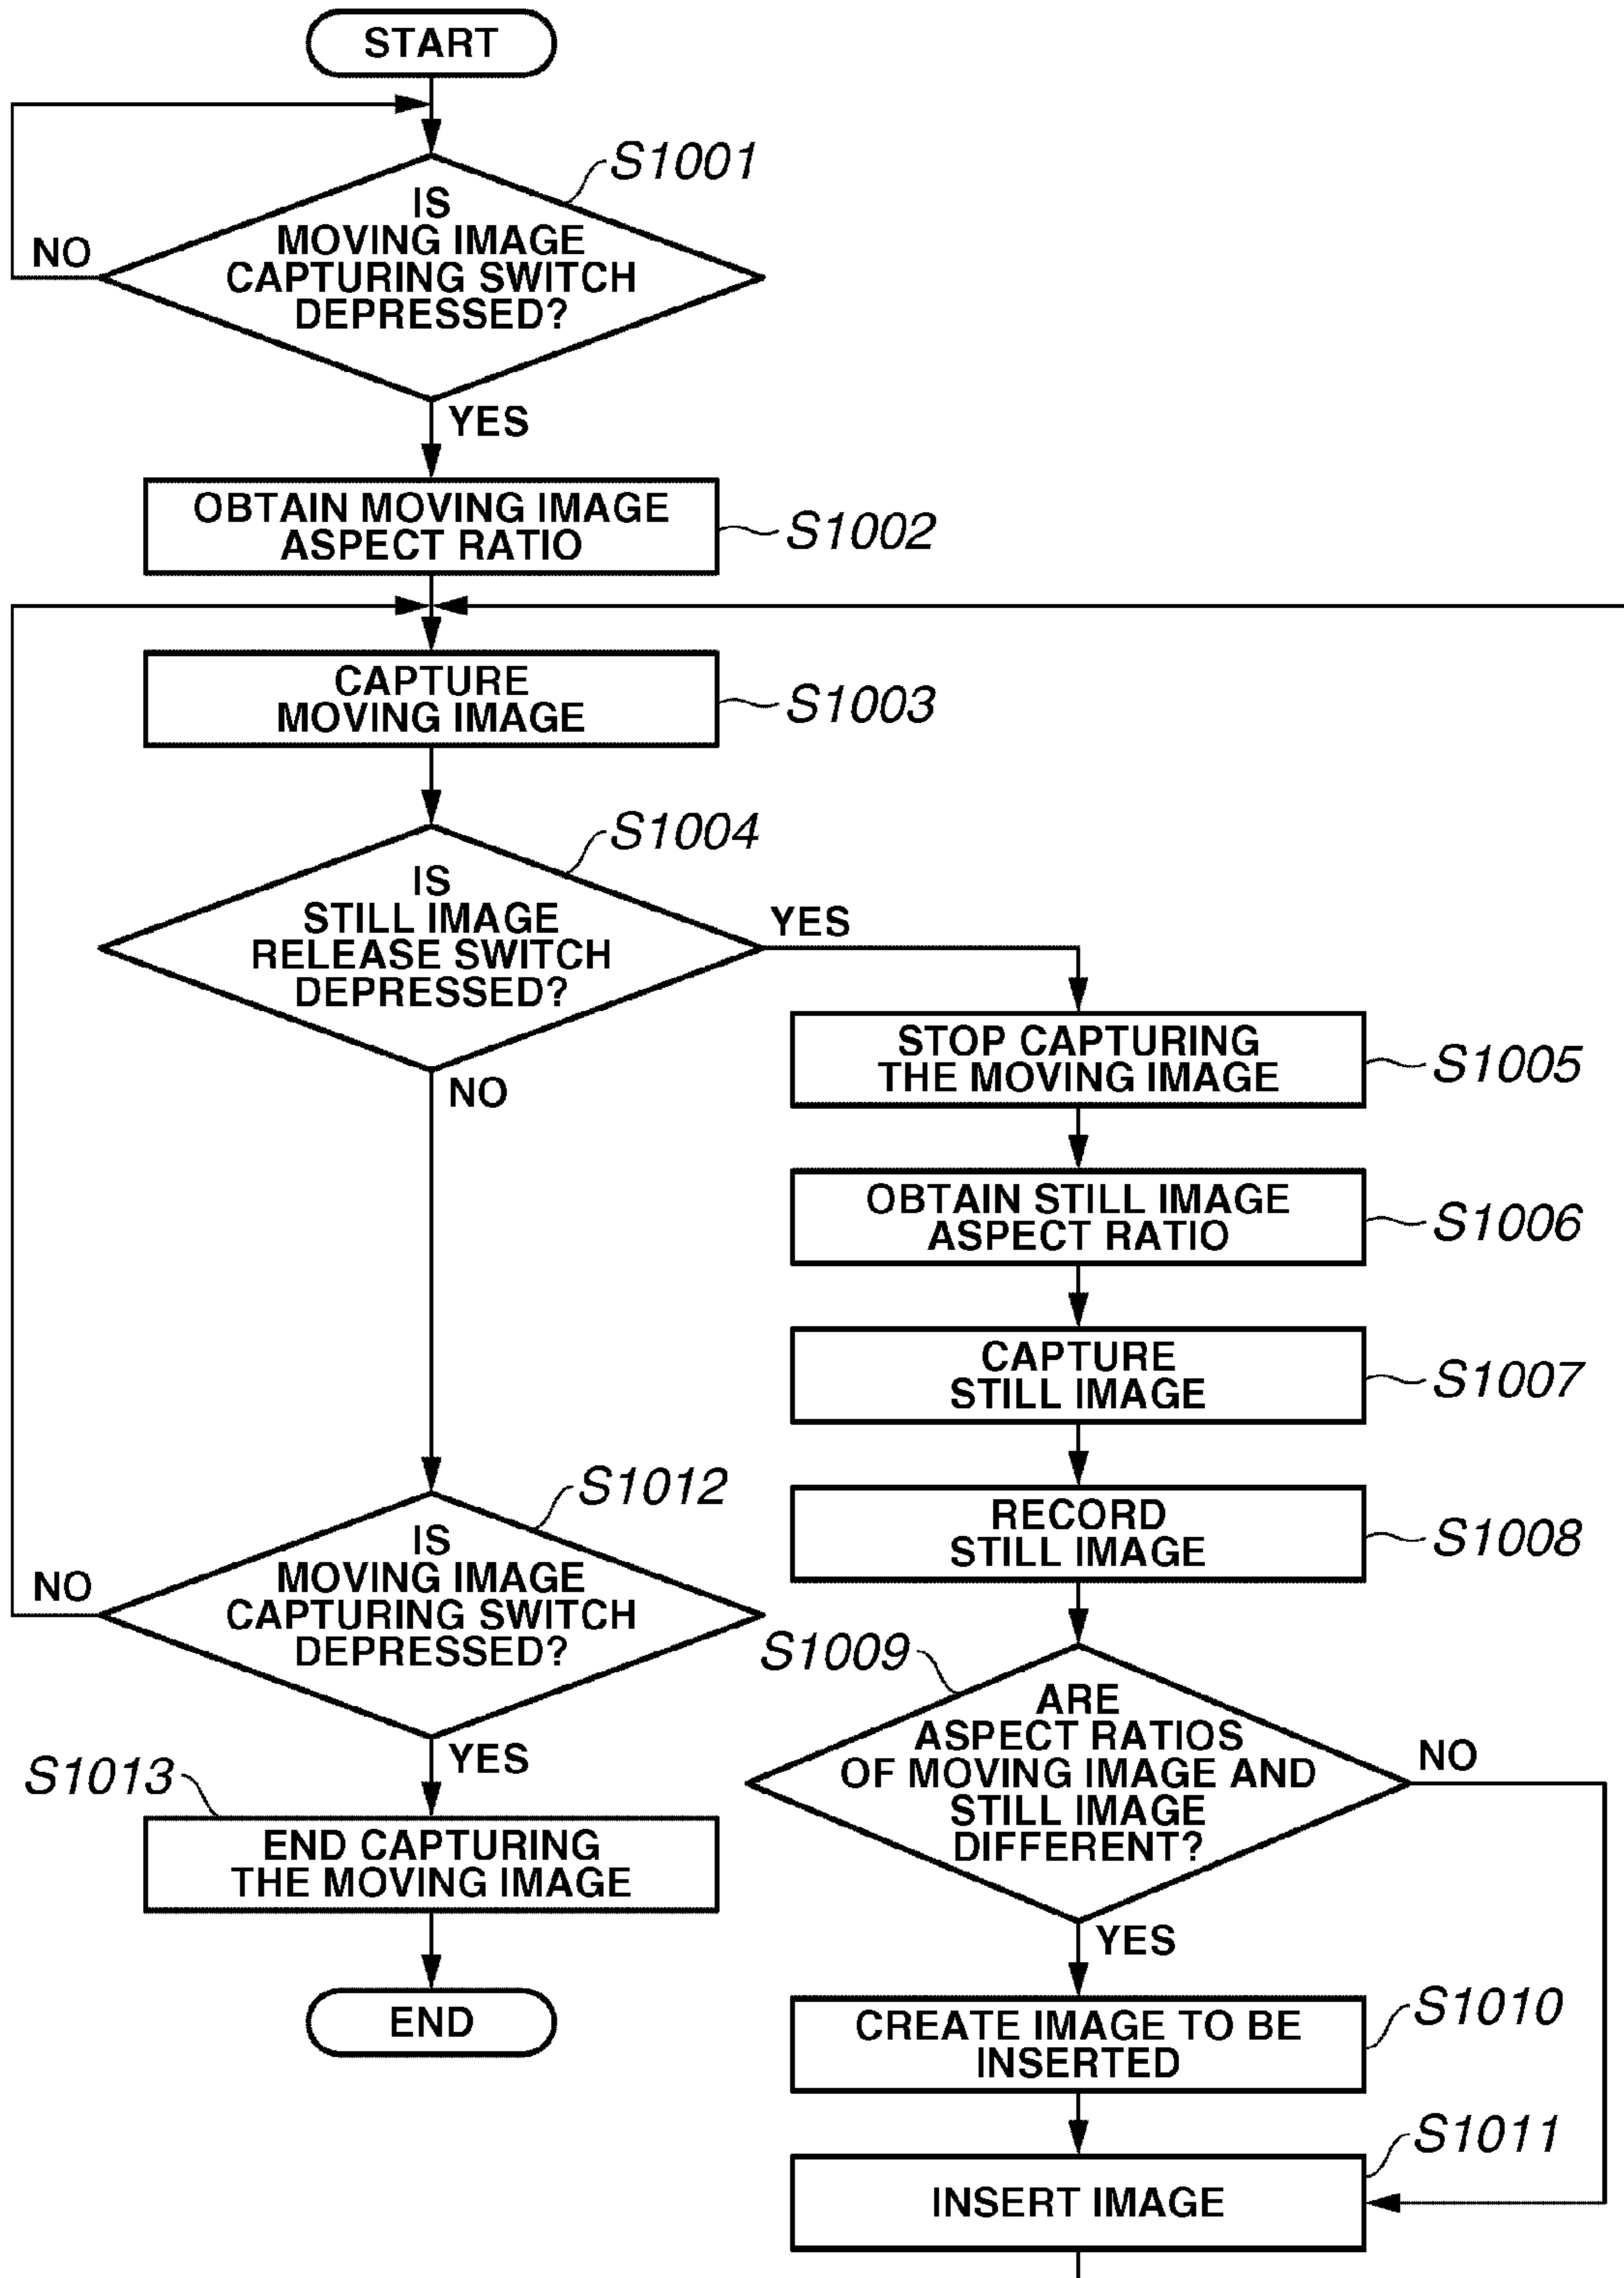 START
S1001
IS
MOVING IMAGE
CAPTURING SWITCH
DEPRESSED?
NO
YES
OBTAIN MOVING IMAGE
ASPECT RATIO
S1002
CAPTURE
MOVING IMAGE
S1003
S1004
IS
STILL IMAGE
RELEASE SWITCH
DEPRESSED?
YES
NO
STOP CAPTURING
THE MOVING IMAGE
S1005
OBTAIN STILL IMAGE
ASPECT RATIO
S1006
CAPTURE
STILL IMAGE
S1007
RECORD
STILL IMAGE
S1008
S1009
ARE
ASPECT RATIOS
OF MOVING IMAGE AND
STILL IMAGE
DIFFERENT?
NO
YES
CREATE IMAGE TO BE
INSERTED
S1010
INSERT IMAGE
S1011
S1012
IS
MOVING IMAGE
CAPTURING SWITCH
DEPRESSED?
NO
YES
S1013
END CAPTURING
THE MOVING IMAGE
END